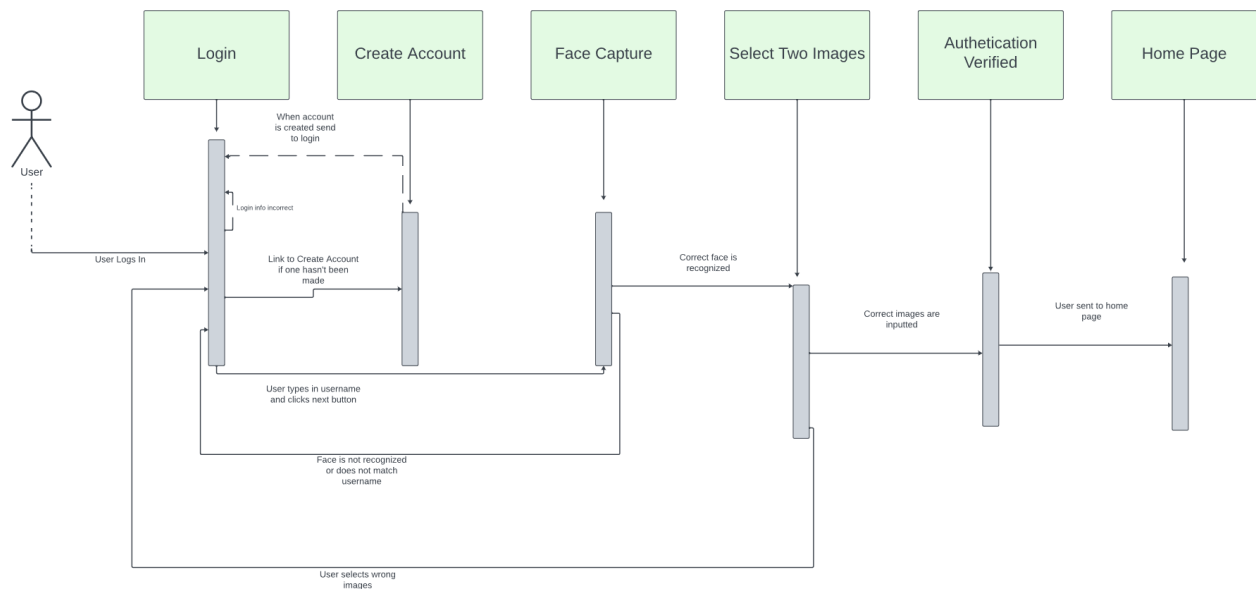 Login
Create Account
Face Capture
Select Two Images
Authetication
Verified
Home Page
User
When account
is created send
to login
Login info incorrect
User Logs In
Link to Create Account
if one hasn't been
made
Correct face is
recognized
Correct images are
inputted
User sent to home
page
User types in username
and clicks next button
Face is not recognized
or does not match
username
User selects wrong
images